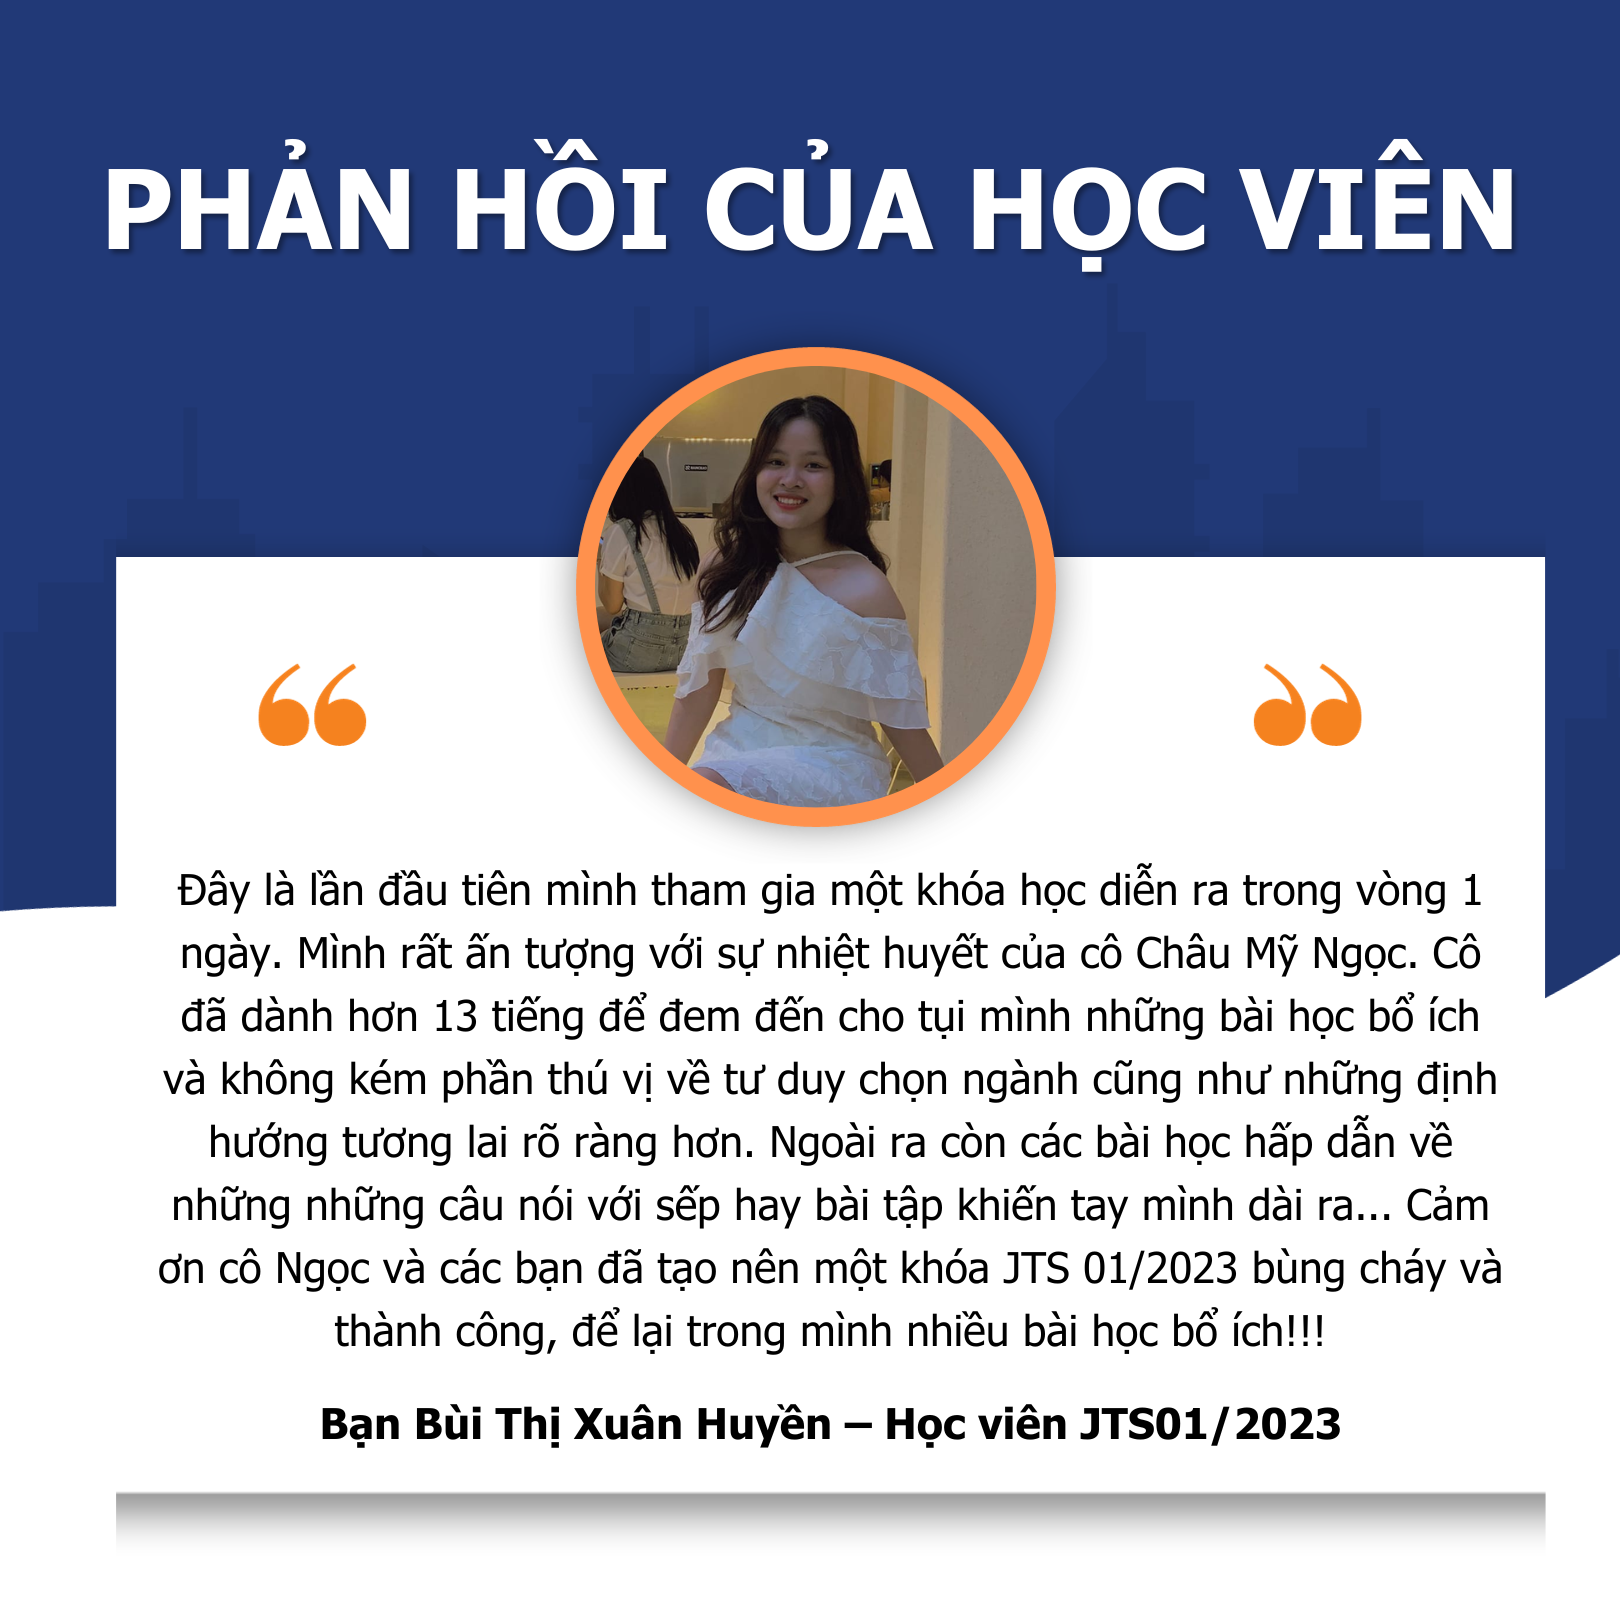 PHẢN HỒI CỦA HỌC VIÊN
Đây là lần đầu tiên mình tham gia một khóa học diễn ra trong vòng 1
ngày. Mình rất ấn tượng với sự nhiệt huyết của cô Châu Mỹ Ngọc. Cô
đã dành hơn 13 tiếng để đem đến cho tụi mình những bài học bổ ích
và không kém phần thú vị về tư duy chọn ngành cũng như những định
hướng tương lai rõ ràng hơn. Ngoài ra còn các bài học hấp dẫn về
những những câu nói với sếp hay bài tập khiến tay mình dài ra... Cảm
ơn cô Ngọc và các bạn đã tạo nên một khóa JTS 01/2023 bùng cháy và
thành công, để lại trong mình nhiều bài học bổ ích!!!
Bạn Bùi Thị Xuân Huyền – Học viên JTS01/2023